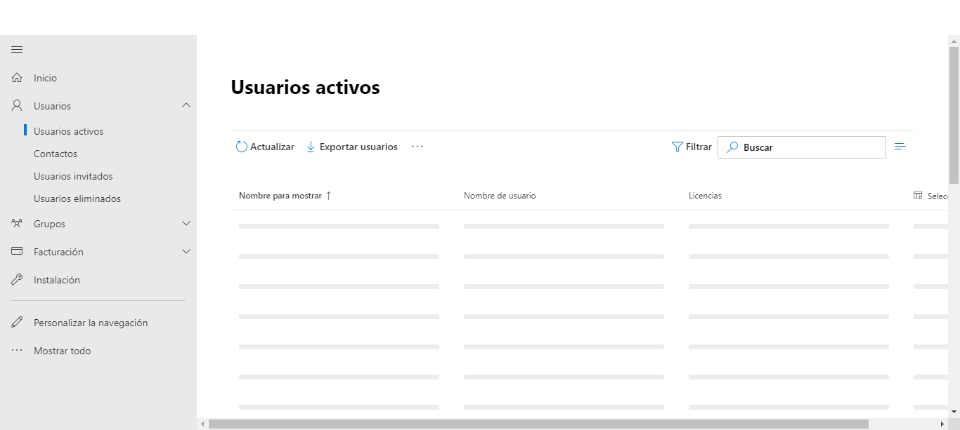 Inicio
Usuarios
Usuarios activos
Contactos
Usuarios invitados
Usuarios eliminados
Grupos
Facturación
Instalación
Personalizar la navegación
Mostrar todo
Usuarios activos
Actualizar Exportar usuarios Filtrar Buscar
Nombre para mostrar ↑ Nombre de usuario Licencias